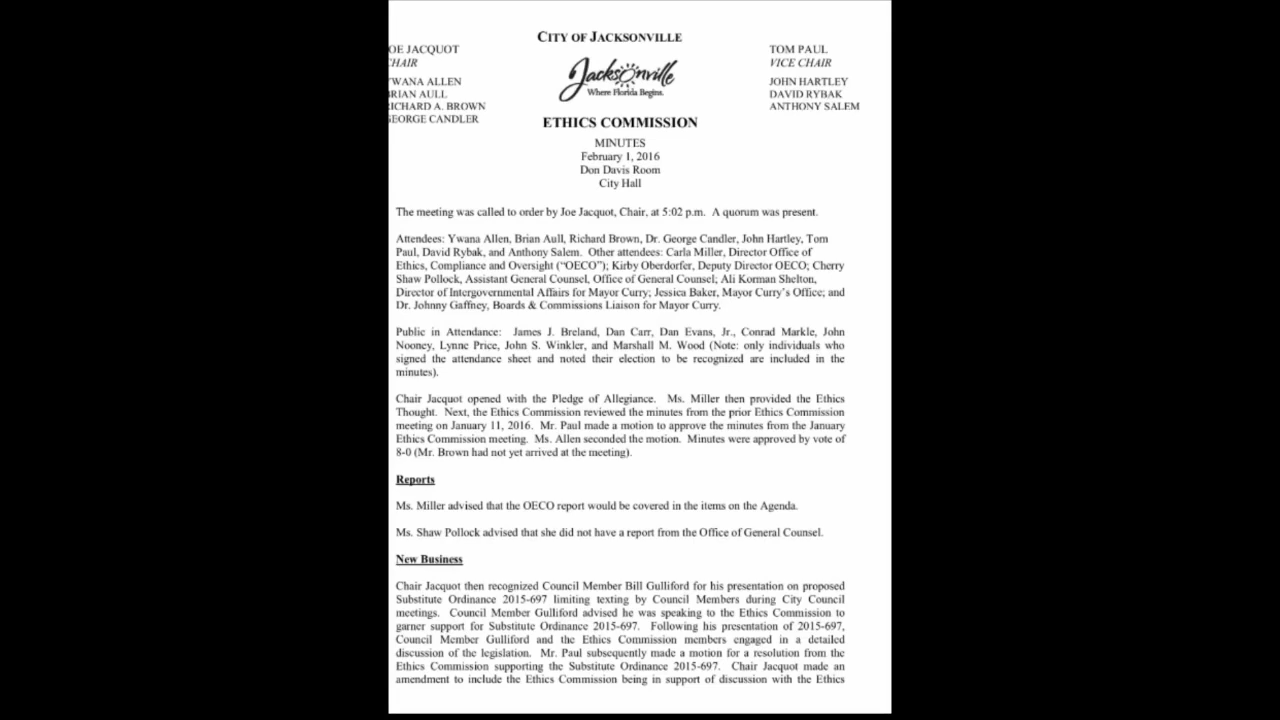 CITY OF JACKSONVILLE
OE JACQUOT
HAIR
WANA ALLEN
RIAN AULL
ICHARD A. BROWN
EORGE CANDLER
Jacksonville
Where Florida Begins.
TOM PAUL
VICE CHAIR
JOHN HARTLEY
DAVID RYBAK
ANTHONY SALEM
ETHICS COMMISSION
MINUTES
February 1, 2016
Don Davis Room
City Hall
The meeting was called to order by Joe Jacquot, Chair, at 5:02 p.m. A quorum was present.
Attendees: Ywana Allen, Brian Aull, Richard Brown, Dr. George Candler, John Hartley, Tom
Paul, David Rybak, and Anthony Salem. Other attendees: Carla Miller, Director Office of
Ethics, Compliance and Oversight ("OECO"); Kirby Oberdorfer, Deputy Director OECO; Cherry
Shaw Pollock, Assistant General Counsel, Office of General Counsel; Ali Korman Shelton,
Director of Intergovernmental Affairs for Mayor Curry; Jessica Baker, Mayor Curry's Office; and
Dr. Johnny Gaffney, Boards & Commissions Liaison for Mayor Curry.
Public in Attendance: James J. Breland, Dan Carr, Dan Evans, Jr., Conrad Markle, John
Nooney, Lynne Price, John S. Winkler, and Marshall M. Wood (Note: only individuals who
signed the attendance sheet and noted their election to be recognized are included in the
minutes).
Chair Jacquot opened with the Pledge of Allegiance. Ms. Miller then provided the Ethics
Thought. Next, the Ethics Commission reviewed the minutes from the prior Ethics Commission
meeting on January 11, 2016. Mr. Paul made a motion to approve the minutes from the January
Ethics Commission meeting. Ms. Allen seconded the motion. Minutes were approved by vote of
8-0 (Mr. Brown had not yet arrived at the meeting).
Reports
Ms. Miller advised that the OECO report would be covered in the items on the Agenda.
Ms. Shaw Pollock advised that she did not have a report from the Office of General Counsel.
New Business
Chair Jacquot then recognized Council Member Bill Gulliford for his presentation on proposed
Substitute Ordinance 2015-697 limiting texting by Council Members during City Council
meetings. Council Member Gulliford advised he was speaking to the Ethics Commission to
garner support for Substitute Ordinance 2015-697. Following his presentation of 2015-697,
Council Member Gulliford and the Ethics Commission members engaged in a detailed
discussion of the legislation. Mr. Paul subsequently made a motion for a resolution from the
Ethics Commission supporting the Substitute Ordinance 2015-697. Chair Jacquot made an
amendment to include the Ethics Commission being in support of discussion with the Ethics